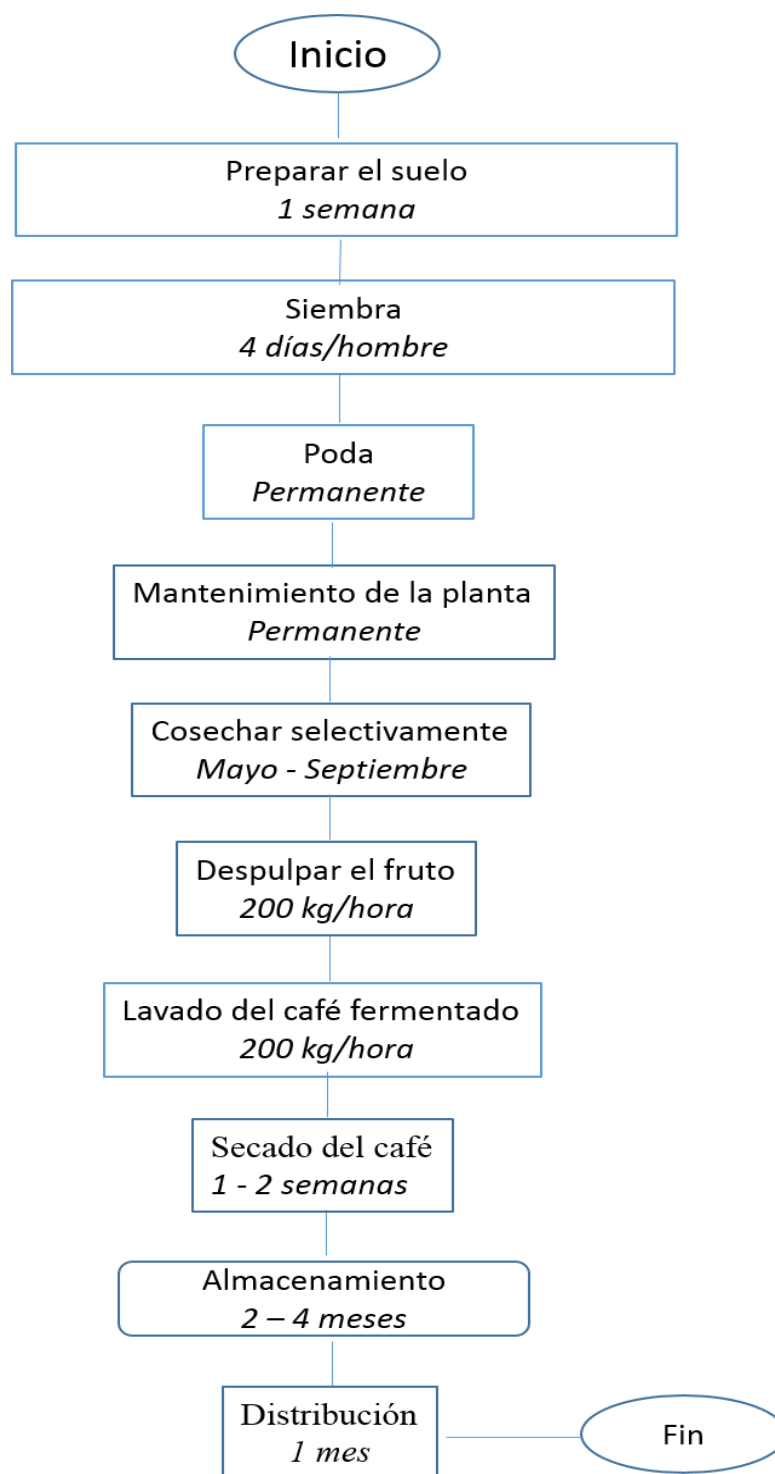 Inicio
Preparar el suelo
1 semana
Siembra
4 días/hombre
Poda
Permanente
Mantenimiento de la planta
Permanente
Cosechar selectivamente
Mayo - Septiembre
Despulpar el fruto
200 kg/hora
Lavado del café fermentado
200 kg/hora
Secado del café
1 - 2 semanas
Almacenamiento
2 – 4 meses
Distribución
1 mes
Fin